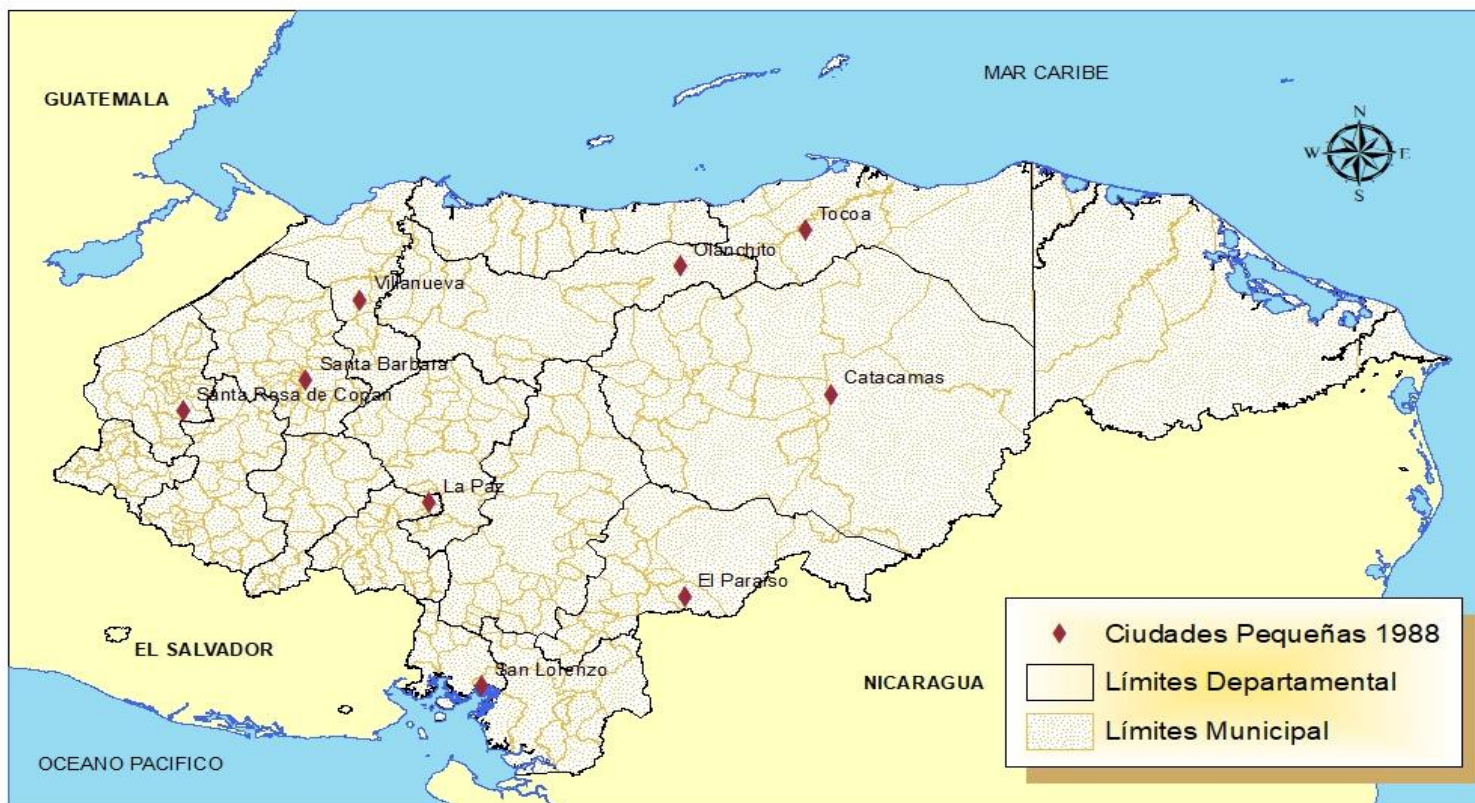 MAR CARIBE
GUATEMALA
N
W
E
S
Tocoa
Olanchito
Villanueva
Santa Barbara
Catacamas
Santa Rosa de Copan
La Paz
El Paraiso
Ciudades Pequeñas 1988
EL SALVADOR
San Lorenzo
NICARAGUA
Límites Departamental
Límites Municipal
OCEANO PACIFICO